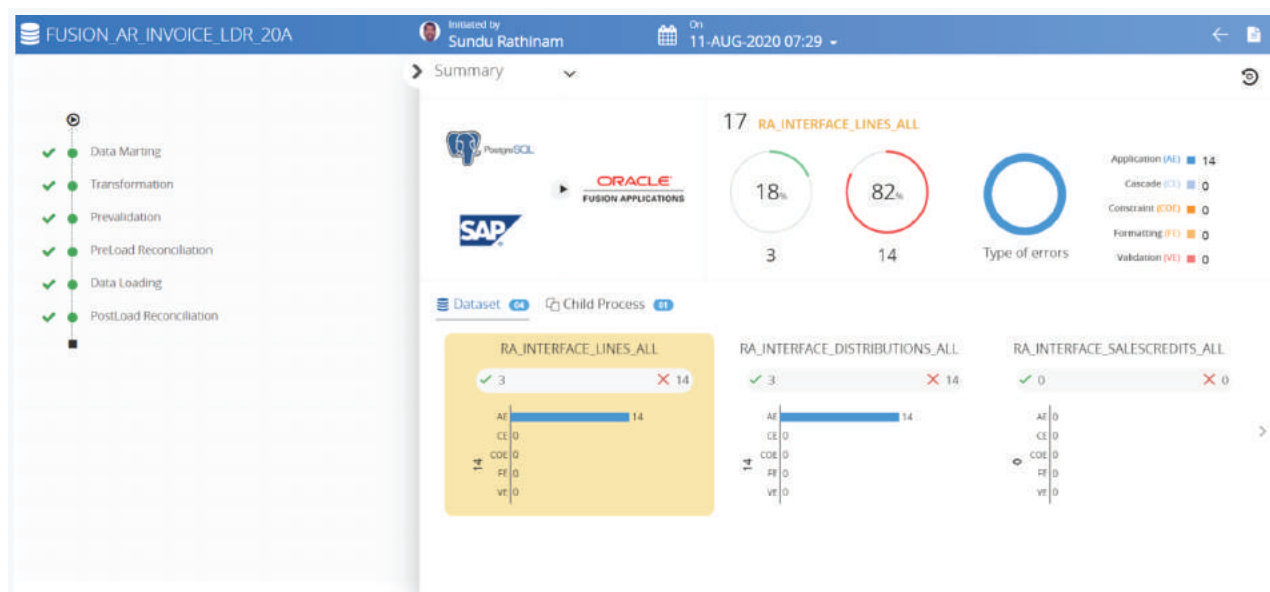 FUSION_AR_INVOICE_LDR_20A
Initiated by
Sundu Rathinam
On
11-AUG-2020 07:29
Data Marting
Transformation
Prevalidation
PreLoad Reconciliation
Data Loading
PostLoad Reconciliation
Summary
PostgreSQL
ORACLE
FUSION APPLICATIONS
SAP
17 RA_INTERFACE_LINES_ALL
18%
3
82%
14
Type of errors
Application (AE) 14
Cascade (CE) 0
Constraint (COE) 0
Formatting (FE) 0
Validation (VE) 0
Dataset 04
Child Process 01
RA_INTERFACE_LINES_ALL
3 14
AE 14
CE 0
COE 0
FE 0
VE 0
14
RA_INTERFACE_DISTRIBUTIONS_ALL
3 14
AE 14
CE 0
COE 0
FE 0
VE 0
14
RA_INTERFACE_SALESCREDITS_ALL
0 0
AE 0
CE 0
COE 0
FE 0
VE 0
0